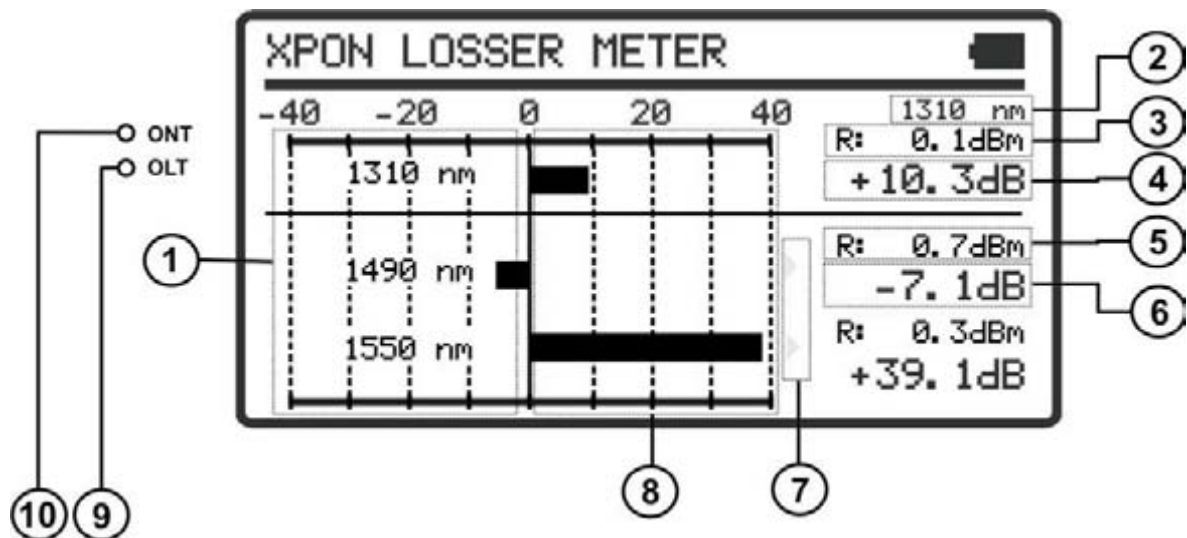 XPON LOSSER METER
-40 -20 0 20 40
1310 nm
R: 0.1dBm
+10.3dB
1310 nm
1490 nm
1550 nm
R: 0.7dBm
-7.1dB
R: 0.3dBm
+39.1dB
ONT
OLT
1
2
3
4
5
6
7
8
9
10